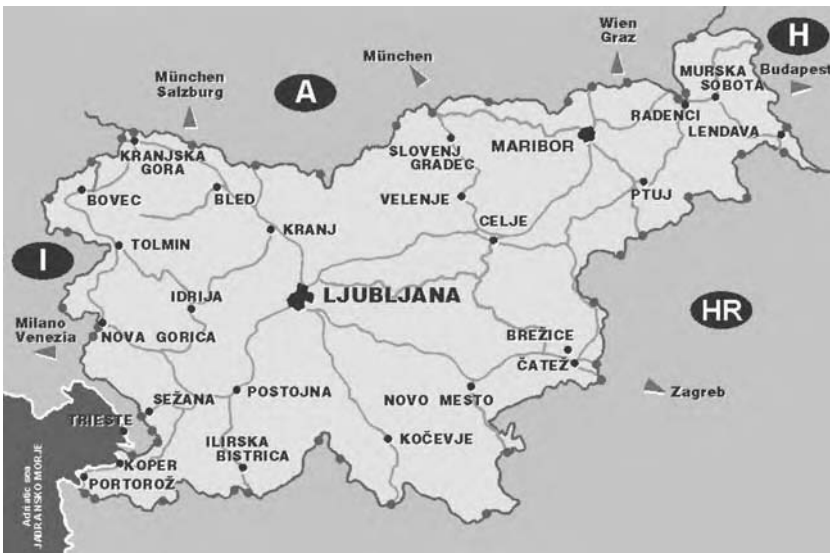 Wien
Graz
H
München
Budapest
München
Salzburg
A
MURSKA
SOBOTA
RADENCI
LENDAVA
KRANJSKA
GORA
SLOVENJ
GRADEC
MARIBOR
BOVEC
BLED
VELENJE
PTUJ
KRANJ
CELJE
TOLMIN
I
IDRIJA
LJUBLJANA
HR
Milano
Venezia
NOVA GORICA
BREŽICE
ČATEŽ
SEŽANA
POSTOJNA
NOVO MESTO
Zagreb
TRIESTE
ILIRSKA
BISTRICA
KOČEVJE
KOPER
PORTOROŽ
Adriatic sea
JADRANSKO MORJE